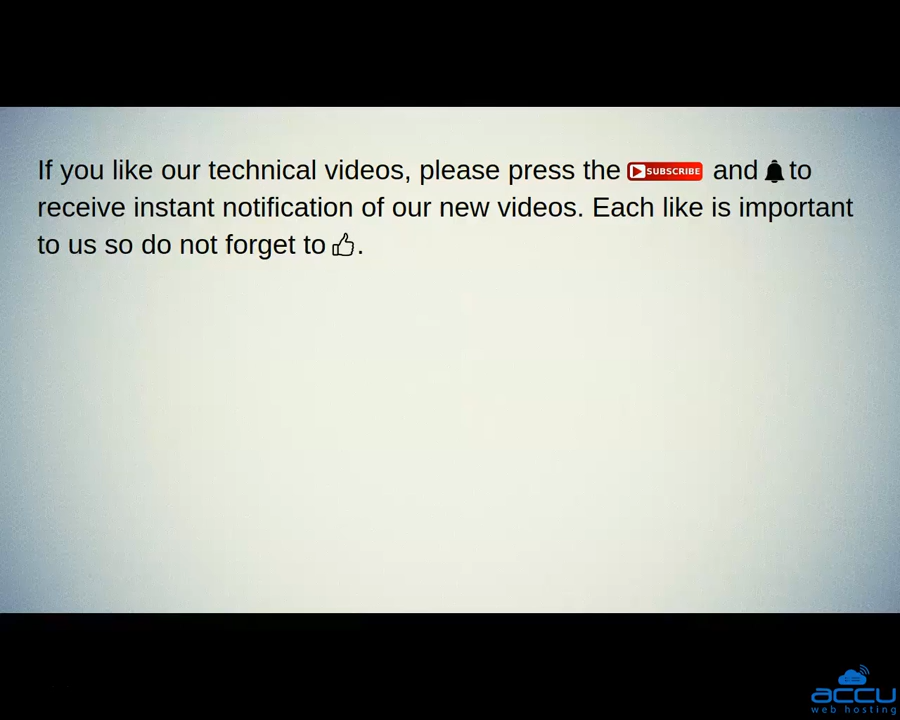 If you like our technical videos, please press the SUBSCRIBE and to
receive instant notification of our new videos. Each like is important
to us so do not forget to .
accu
web hosting